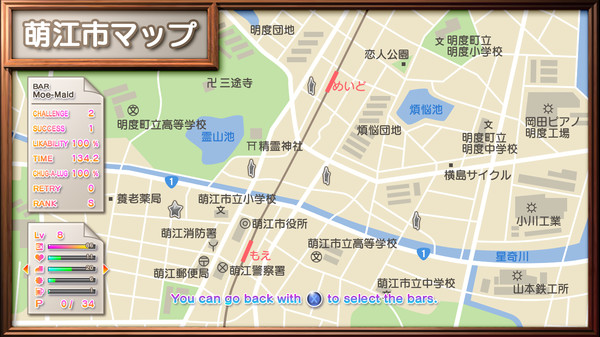 萌江市マップ
BAR
Moe-Maid
CHALLENGE 2
SUCCESS 1
LIKABILITY 100 %
TIME 134.2
CHUG-A-LUG 100 %
RETRY 0
RANK S
Lv 8
P 0 / 34
明度団地
恋人公園
明度町立
明度小学校
三途寺
めいど
煩悩池
岡田ピアノ
明度工場
明度町立高等学校
霊山池
精霊神社
煩悩団地
明度町立
明度中学校
横島サイクル
1
養老薬局
萌江市立小学校
萌江市役所
小川工業
萌江消防署
もえ
萌江市立高等学校
1
星奇川
萌江郵便局
萌江警察署
萌江市立中学校
山本鉄工所
You can go back with X to select the bars.